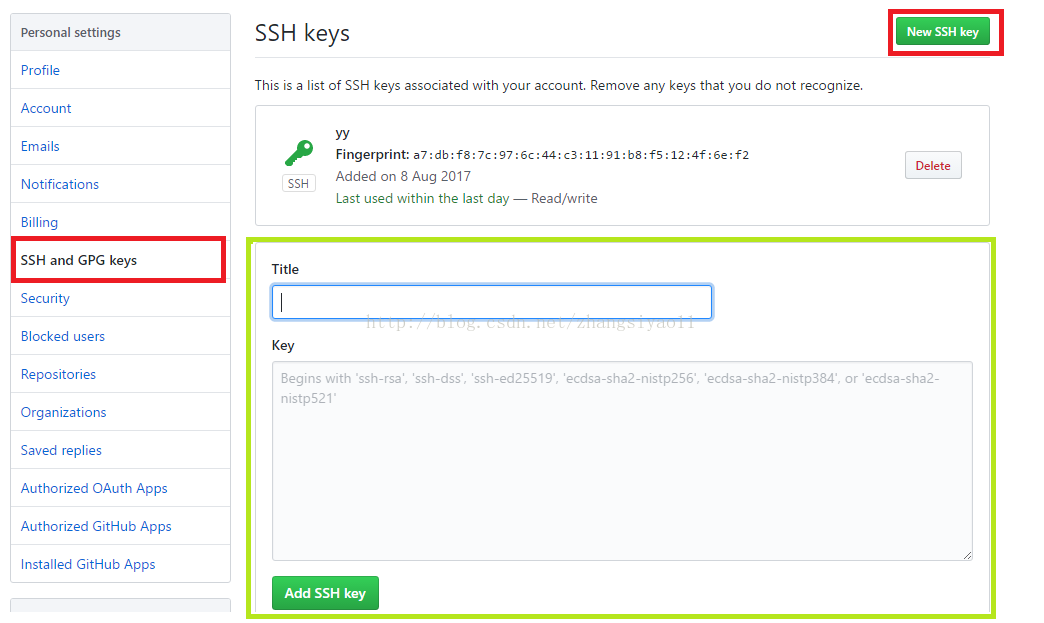 Personal settings
Profile
Account
Emails
Notifications
Billing
SSH and GPG keys
Security
Blocked users
Repositories
Organizations
Saved replies
Authorized OAuth Apps
Authorized GitHub Apps
Installed GitHub Apps
SSH keys
New SSH key
This is a list of SSH keys associated with your account. Remove any keys that you do not recognize.
yy
Fingerprint: a7:db:f8:7c:97:6c:44:c3:11:91:b8:f5:12:4f:6e:f2
SSH
Added on 8 Aug 2017
Last used within the last day — Read/write
Delete
Title
http://blog.csdn.net/zhangsiyao11
Key
Begins with 'ssh-rsa', 'ssh-dss', 'ssh-ed25519', 'ecdsa-sha2-nistp256', 'ecdsa-sha2-nistp384', or 'ecdsa-sha2-
nistp521'
Add SSH key